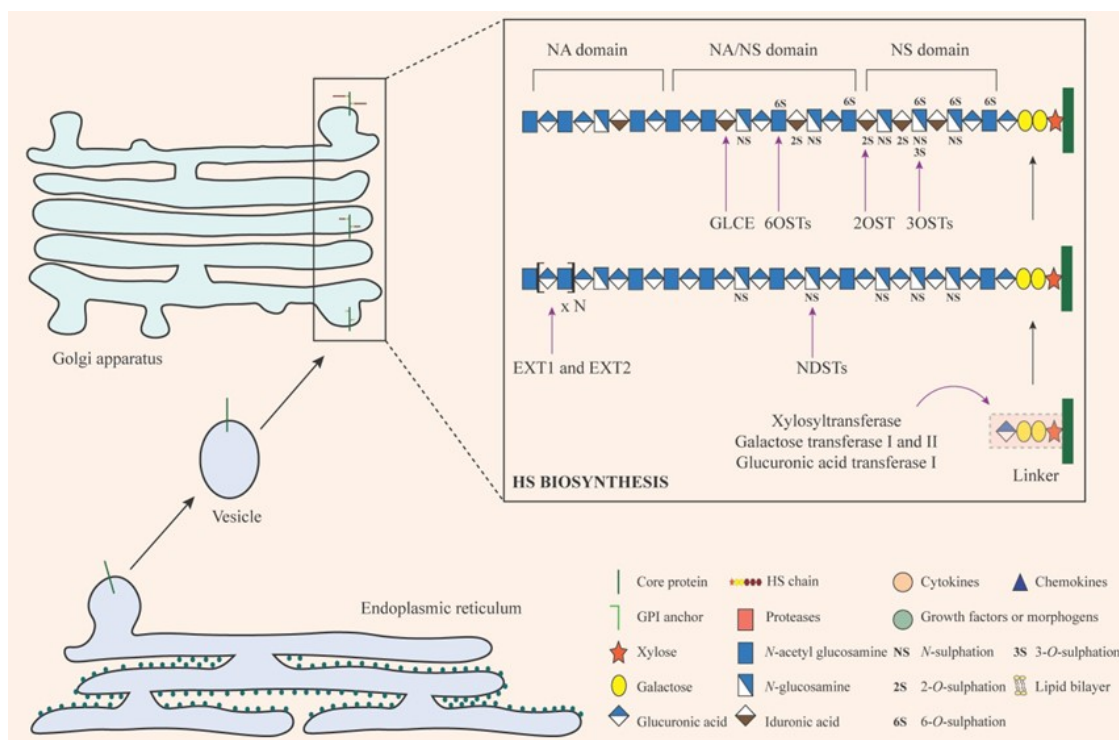 NA domain NA/NS domain NS domain
6S 6S 6S 6S 6S
NS 2S NS 2S NS 2S NS NS
3S
GLCE 6OSTs 2OST 3OSTs
x N NS NS NS NS NS
EXT1 and EXT2 NDSTs
Xylosyltransferase
Galactose transferase I and II
Glucuronic acid transferase I
HS BIOSYNTHESIS Linker
Golgi apparatus
Vesicle
Endoplasmic reticulum
Core protein HS chain Cytokines Chemokines
GPI anchor Proteases Growth factors or morphogens
Xylose N-acetyl glucosamine NS N-sulphation 3S 3-O-sulphation
Galactose N-glucosamine 2S 2-O-sulphation Lipid bilayer
Glucuronic acid Iduronic acid 6S 6-O-sulphation